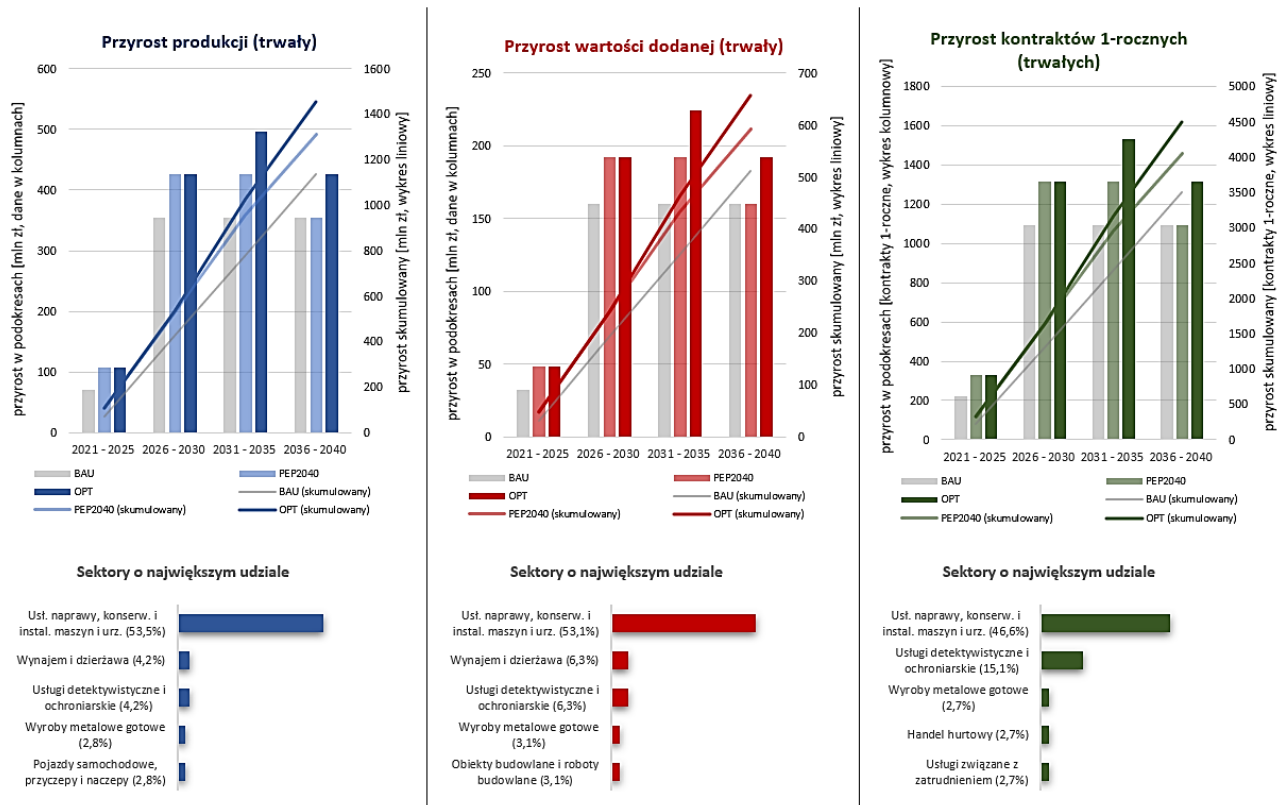 Przyrost produkcji (trwały)
przyrost w podokresach [mln zł, dane w kolumnach]
600
500
400
300
200
100
0
1600
1400
1200
1000
800
600
400
200
0
przyrost skumulowany [mln zł, wykres liniowy]
2021 - 2025 2026 - 2030 2031 - 2035 2036 - 2040
BAU PEP2040
OPT BAU (skumulowany)
PEP2040 (skumulowany) OPT (skumulowany)
Sektory o największym udziale
Usł. naprawy, konserw. i
instal. maszyn i urz. (53,5%)
Wynajem i dzierżawa (4,2%)
Usługi detektywistyczne i
ochroniarskie (4,2%)
Wyroby metalowe gotowe
(2,8%)
Pojazdy samochodowe,
przyczepy i naczepy (2,8%)
Przyrost wartości dodanej (trwały)
przyrost w podokresach [mln zł, dane w kolumnach]
250
200
150
100
50
0
700
600
500
400
300
200
100
0
przyrost skumulowany [mln zł, wykres liniowy]
2021 - 2025 2026 - 2030 2031 - 2035 2036 - 2040
BAU PEP2040
OPT BAU (skumulowany)
PEP2040 (skumulowany) OPT (skumulowany)
Sektory o największym udziale
Usł. naprawy, konserw. i
instal. maszyn i urz. (53,1%)
Wynajem i dzierżawa (6,3%)
Usługi detektywistyczne i
ochroniarskie (6,3%)
Wyroby metalowe gotowe
(3,1%)
Obiekty budowlane i roboty
budowlane (3,1%)
Przyrost kontraktów 1-rocznych
(trwałych)
przyrost w podokresach [kontrakty 1-roczne, wykres kolumnowy]
1800
1600
1400
1200
1000
800
600
400
200
0
5000
4500
4000
3500
3000
2500
2000
1500
1000
500
0
przyrost skumulowany [kontrakty 1-roczne, wykres liniowy]
2021 - 2025 2026 - 2030 2031 - 2035 2036 - 2040
BAU PEP2040
OPT BAU (skumulowany)
PEP2040 (skumulowany) OPT (skumulowany)
Sektory o największym udziale
Usł. naprawy, konserw. i
instal. maszyn i urz. (46,6%)
Usługi detektywistyczne i
ochroniarskie (15,1%)
Wyroby metalowe gotowe
(2,7%)
Handel hurtowy (2,7%)
Usługi związane z
zatrudnieniem (2,7%)